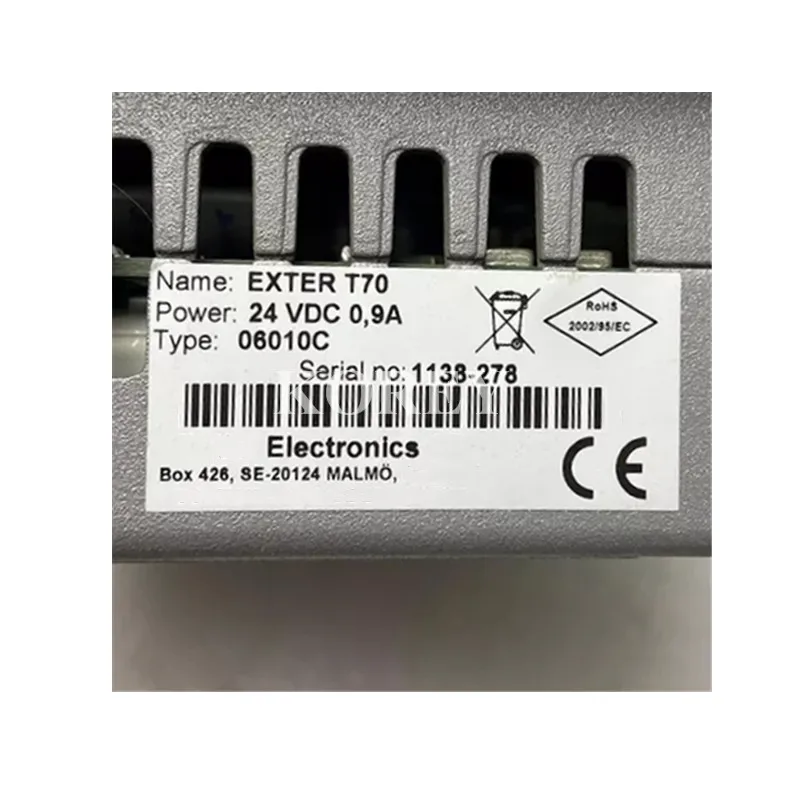 Name: EXTER T70
Power: 24 VDC 0,9A
Type: 06010C
RoHS
2002/95/EC
Serial no: 1138-278
KOREY
Electronics
Box 426, SE-20124 MALMÖ,
CE